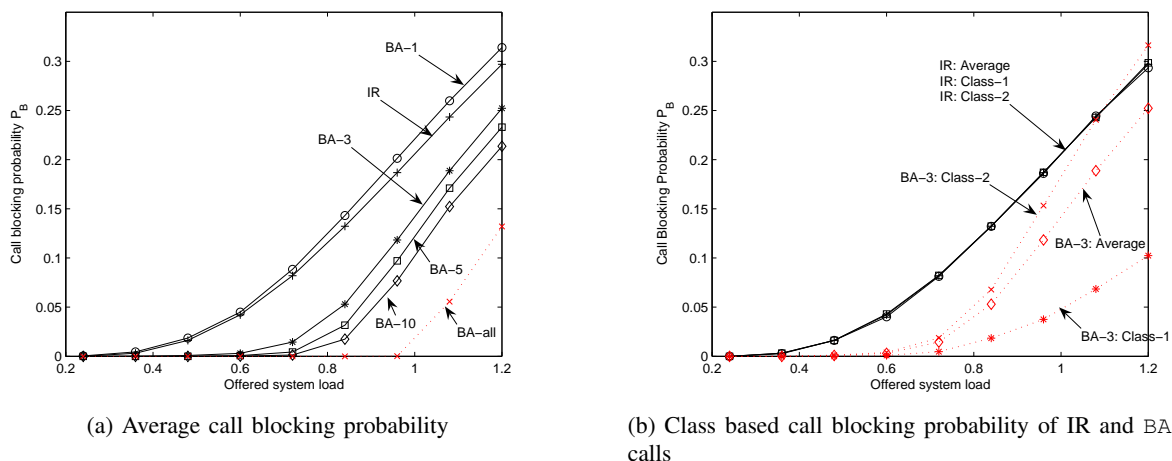 0.3
0.25
0.2
0.15
0.1
0.05
0
0.2
0.4
0.6
0.8
1
1.2
Call blocking probability P_B
Offered system load
BA−1
IR
BA−3
BA−5
BA−10
BA−all
(a) Average call blocking probability
0.3
0.25
0.2
0.15
0.1
0.05
0
0.2
0.4
0.6
0.8
1
1.2
Call Blocking Probability P_B
Offered system load
IR: Average
IR: Class−1
IR: Class−2
BA−3: Class−2
BA−3: Average
BA−3: Class−1
(b) Class based call blocking probability of IR and BA
calls